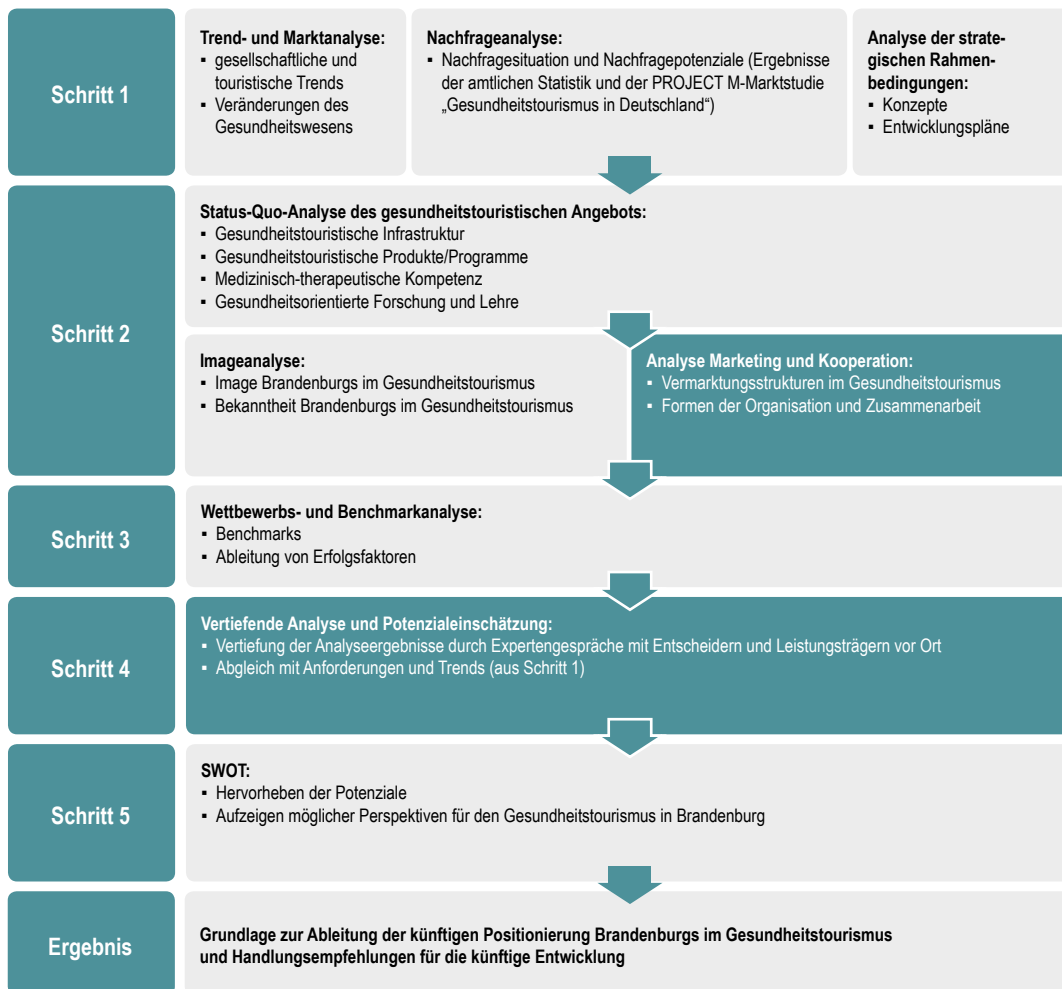 Schritt 1
Trend- und Marktanalyse:
▪ gesellschaftliche und
touristische Trends
▪ Veränderungen des
Gesundheitswesens
Nachfrageanalyse:
▪ Nachfragesituation und Nachfragepotenziale (Ergebnisse
der amtlichen Statistik und der PROJECT M-Marktstudie
„Gesundheitstourismus in Deutschland“)
Analyse der strate-
gischen Rahmen-
bedingungen:
▪ Konzepte
▪ Entwicklungspläne
Schritt 2
Status-Quo-Analyse des gesundheitstouristischen Angebots:
▪ Gesundheitstouristische Infrastruktur
▪ Gesundheitstouristische Produkte/Programme
▪ Medizinisch-therapeutische Kompetenz
▪ Gesundheitsorientierte Forschung und Lehre
Imageanalyse:
▪ Image Brandenburgs im Gesundheitstourismus
▪ Bekanntheit Brandenburgs im Gesundheitstourismus
Analyse Marketing und Kooperation:
▪ Vermarktungsstrukturen im Gesundheitstourismus
▪ Formen der Organisation und Zusammenarbeit
Schritt 3
Wettbewerbs- und Benchmarkanalyse:
▪ Benchmarks
▪ Ableitung von Erfolgsfaktoren
Schritt 4
Vertiefende Analyse und Potenzialeinschätzung:
▪ Vertiefung der Analyseergebnisse durch Expertengespräche mit Entscheidern und Leistungsträgern vor Ort
▪ Abgleich mit Anforderungen und Trends (aus Schritt 1)
Schritt 5
SWOT:
▪ Hervorheben der Potenziale
▪ Aufzeigen möglicher Perspektiven für den Gesundheitstourismus in Brandenburg
Ergebnis
Grundlage zur Ableitung der künftigen Positionierung Brandenburgs im Gesundheitstourismus
und Handlungsempfehlungen für die künftige Entwicklung